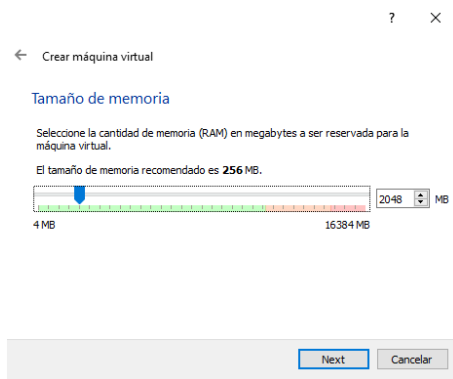 ?
Crear máquina virtual
Tamaño de memoria
Seleccione la cantidad de memoria (RAM) en megabytes a ser reservada para la
máquina virtual.
El tamaño de memoria recomendado es 256 MB.
2048 MB
4 MB 16384 MB
Next Cancelar